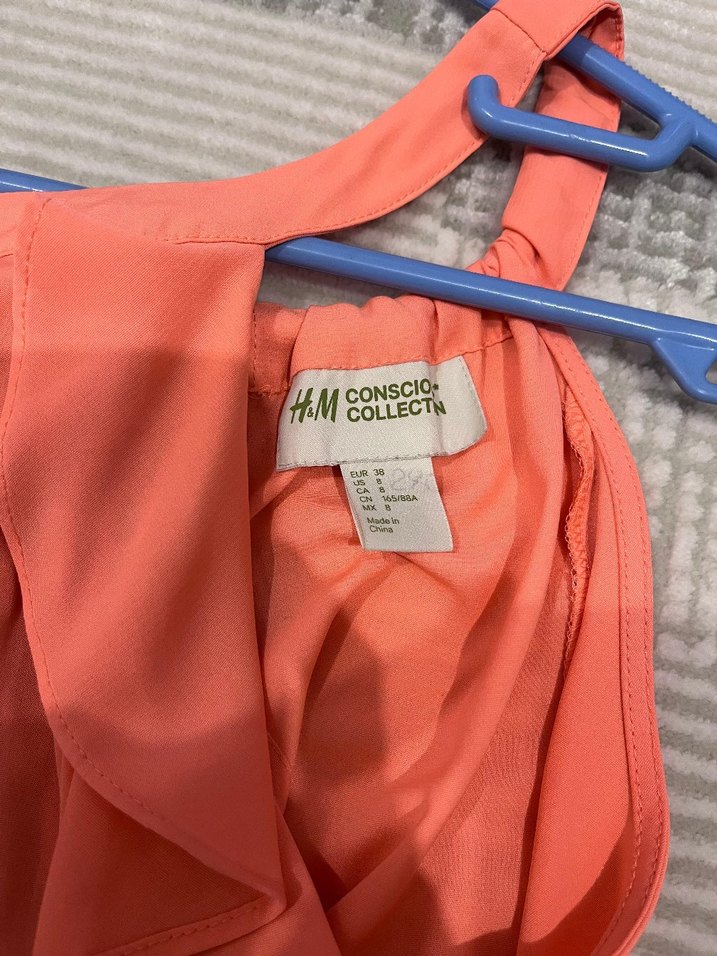 H&M CONSCIO
COLLECT
EUR 38
US 8
CA 8
CN 165/88A
MX 8
Made in
China